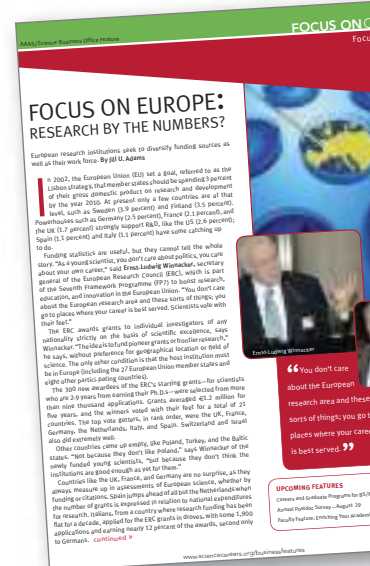 AAAS/Science Business Office Feature
FOCUS ON
Focu
FOCUS ON EUROPE:
RESEARCH BY THE NUMBERS?
European research institutions seek to diversify funding sources as
well as their work force. By Jill U. Adams
In 2002, the European Union (EU) set a goal, referred to as the
Lisbon strategy, that member states should be spending 3 percent
of their gross domestic product on research and development
by the year 2010. At present only a few countries are at that
level, such as Sweden (3.9 percent) and Finland (3.5 percent).
Powerhouses such as Germany (2.5 percent), France (2.1 percent), and
the UK (1.7 percent) strongly support R&D, like the US (2.6 percent);
Spain (1.1 percent) and Italy (1.1 percent) have some catching up
to do.
Funding statistics are useful, but they cannot tell the whole
story. "As a young scientist, you don't care about politics, you care
about your own career," said Ernst-Ludwig Winnacker, secretary
general of the European Research Council (ERC), which is part
of the Seventh Framework Programme (FP7) to boost research,
education, and innovation in the European Union. "You don't care
about the European research area and these sorts of things; you
go to places where your career is best served. Scientists vote with
their feet."
The ERC awards grants to individual investigators of any
nationality strictly on the basis of scientific excellence, says
Winnacker. "The idea is to fund pioneer grants or frontier research,"
he says, without preference for geographical location or field of
science. The only other condition is that the host institution must
be in Europe (including the 27 European Union member states and
eight other participating countries).
The 300 new awardees of the ERC's starting grants—for scientists
who are 2-9 years from earning their Ph.D.s—were selected from more
than nine thousand applications. Grants averaged €1.2 million for
five years, and the winners voted with their feet for a total of 21
countries. The top vote getters, in rank order, were the UK, France,
Germany, the Netherlands, Italy, and Spain. Switzerland and Israel
also did extremely well.
Other countries came up empty, like Poland, Turkey, and the Baltic
states. "Not because they don't like Poland," says Winnacker of the
newly funded young scientists, "but because they don't think the
institutions are good enough as yet for them."
Countries like the UK, France, and Germany are no surprise, as they
always measure up in assessments of European science, whether by
funding or citations. Spain jumps ahead of all but the Netherlands when
the number of grants is expressed in relation to national expenditures
for research. Italians, from a country where research funding has been
flat for a decade, applied for the ERC grants in droves, with some 1,900
applications and earning nearly 12 percent of the awards, second only
to Germans. continued »
Ernst-Ludwig Winnacker
“You don't care
about the European
research area and these
sorts of things; you go t
places where your caree
is best served.”
UPCOMING FEATURES
Careers and Graduate Programs for BS/M
Annual Postdoc Survey—August 29
Faculty Feature: Enriching Your Academi
www.sciencecareers.org/businessfeatures